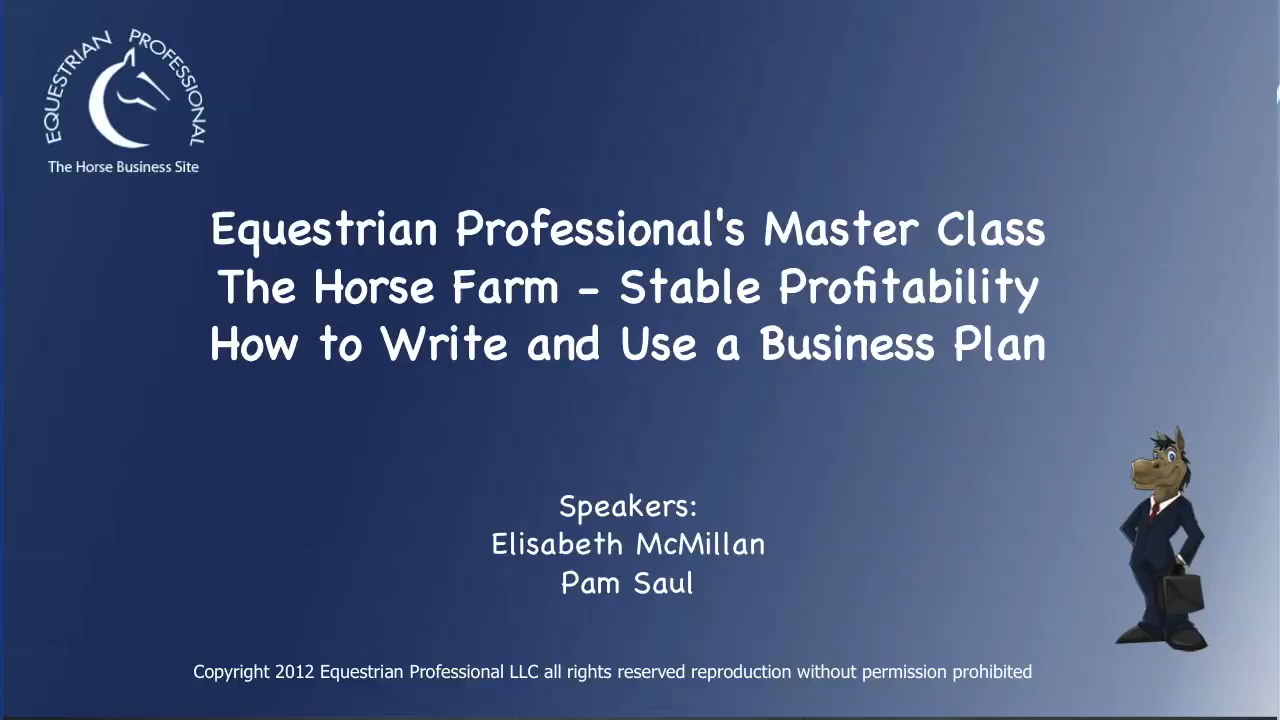 EQUESTRIAN PROFESSIONAL
The Horse Business Site
Equestrian Professional's Master Class
The Horse Farm - Stable Profitability
How to Write and Use a Business Plan
Speakers:
Elisabeth McMillan
Pam Saul
Copyright 2012 Equestrian Professional LLC all rights reserved reproduction without permission prohibited